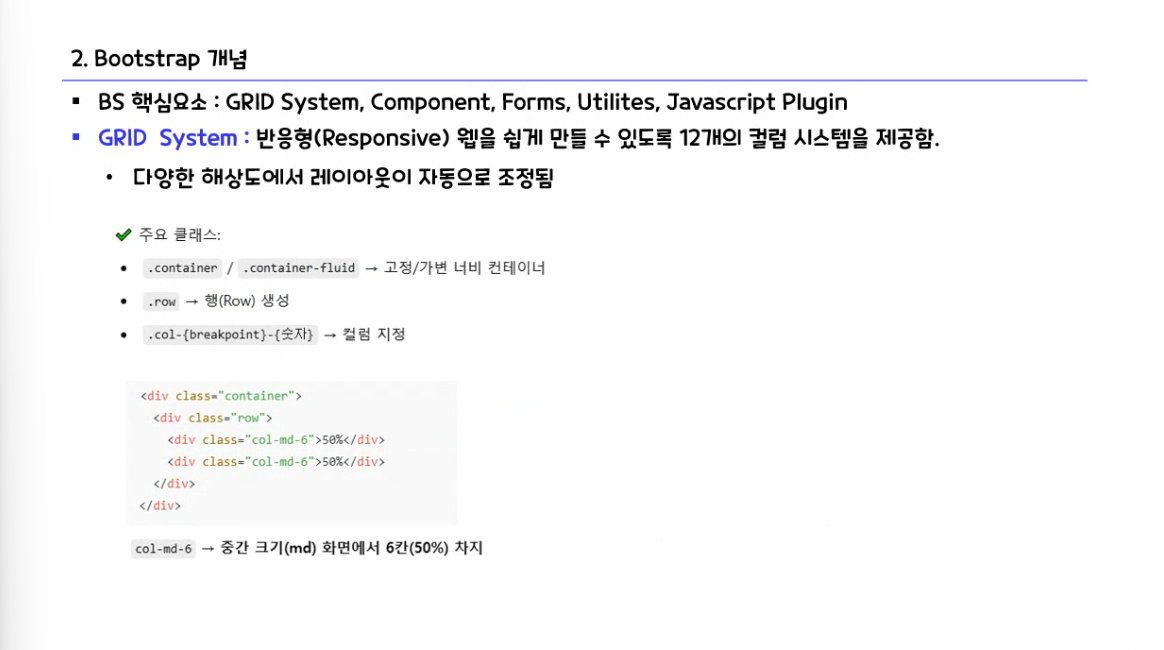 2. Bootstrap 개념
▪ BS 핵심요소 : GRID System, Component, Forms, Utilites, Javascript Plugin
▪ GRID System : 반응형(Responsive) 웹을 쉽게 만들 수 있도록 12개의 컬럼 시스템을 제공함.
• 다양한 해상도에서 레이아웃이 자동으로 조정됨
✔ 주요 클래스:
• .container / .container-fluid → 고정/가변 너비 컨테이너
• .row → 행(Row) 생성
• .col-{breakpoint}-{숫자} → 컬럼 지정
<div class="container">
  <div class="row">
    <div class="col-md-6">50%</div>
    <div class="col-md-6">50%</div>
  </div>
</div>
col-md-6 → 중간 크기(md) 화면에서 6칸(50%) 차지